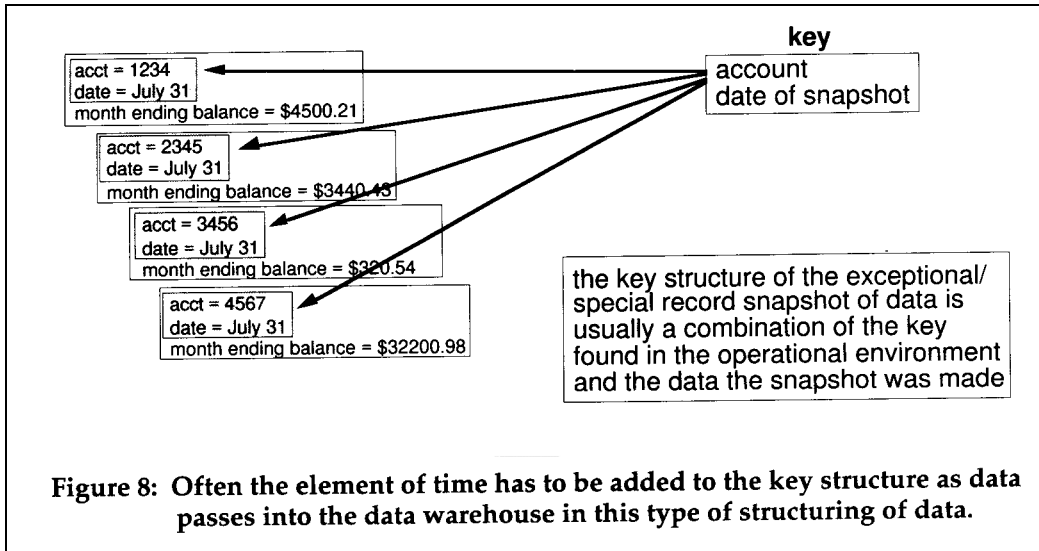 key
account
date of snapshot
acct = 1234
date = July 31
month ending balance = $4500.21
acct = 2345
date = July 31
month ending balance = $3440.43
acct = 3456
date = July 31
month ending balance = $320.54
acct = 4567
date = July 31
month ending balance = $32200.98
the key structure of the exceptional/
special record snapshot of data is
usually a combination of the key
found in the operational environment
and the data the snapshot was made
Figure 8: Often the element of time has to be added to the key structure as data
passes into the data warehouse in this type of structuring of data.